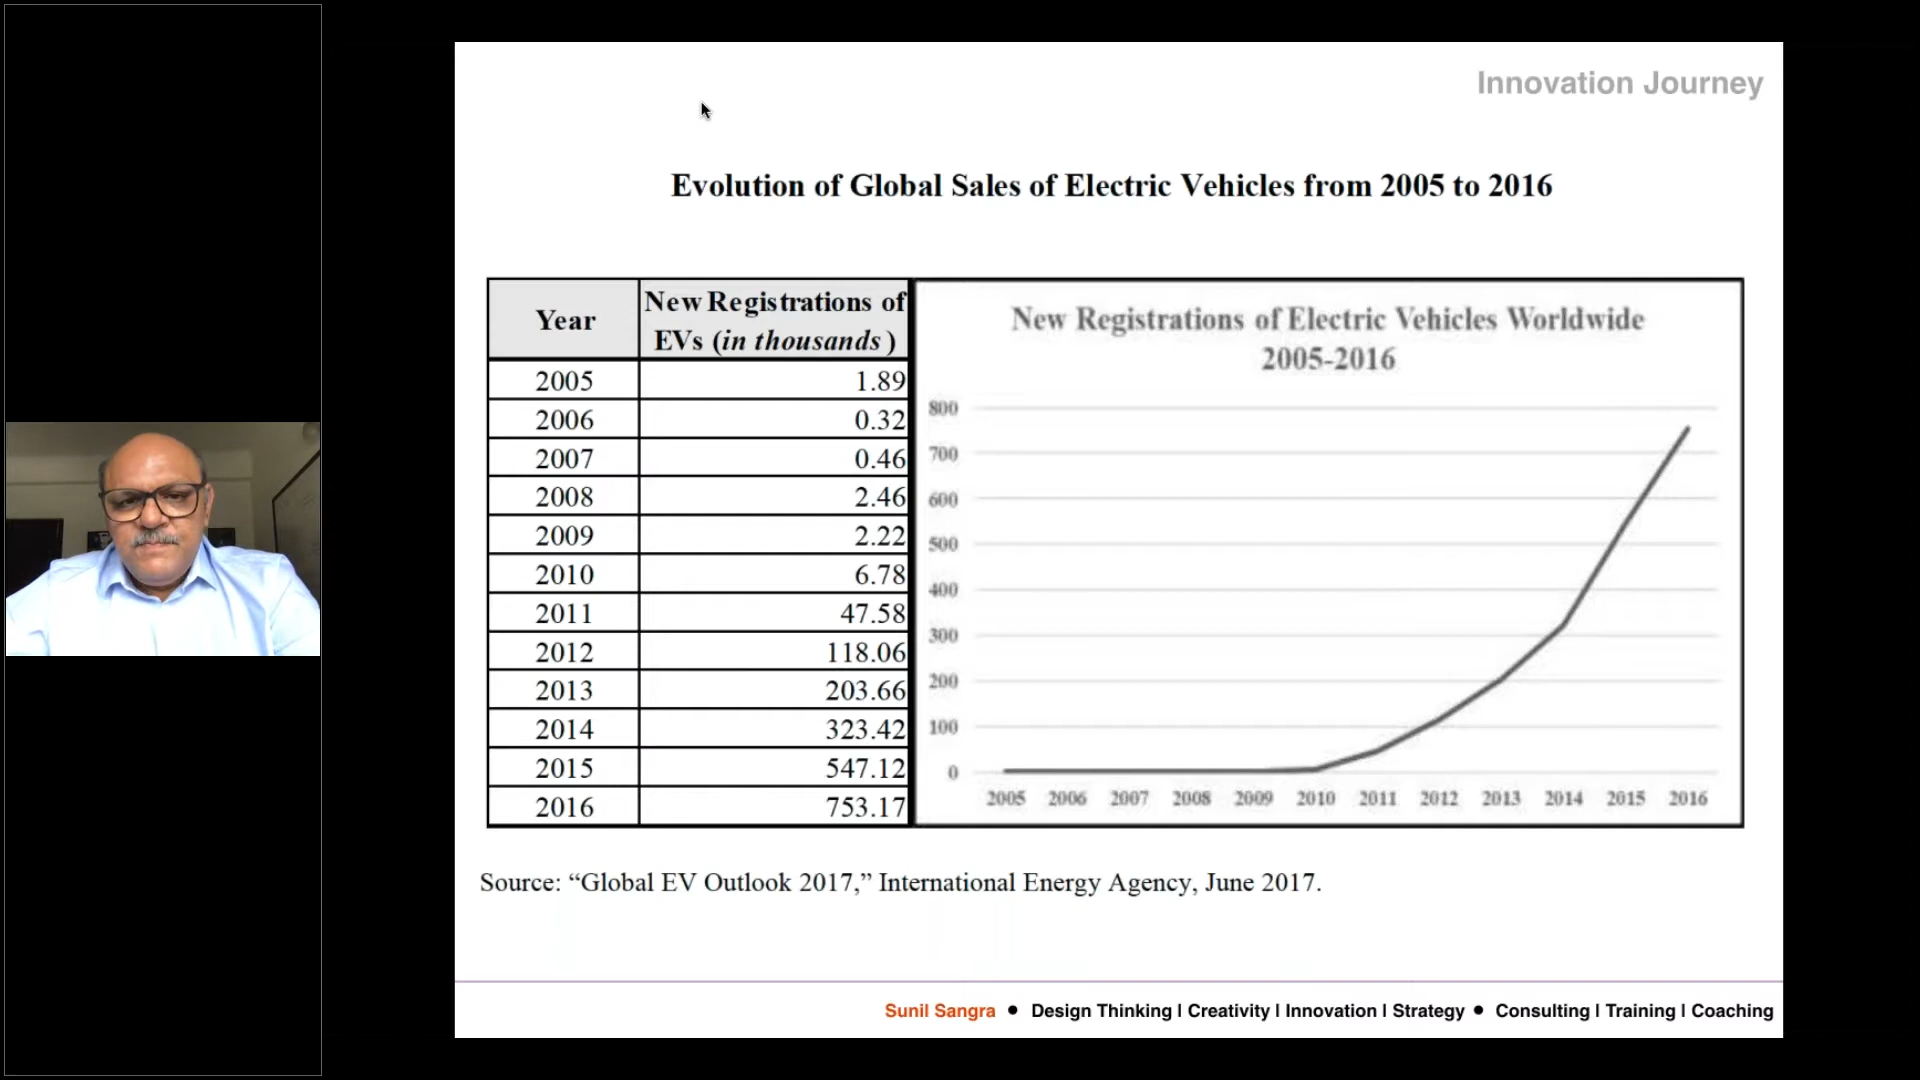 Innovation Journey
Evolution of Global Sales of Electric Vehicles from 2005 to 2016
Year
New Registrations of
EVs (in thousands)
2005 1.89
2006 0.32
2007 0.46
2008 2.46
2009 2.22
2010 6.78
2011 47.58
2012 118.06
2013 203.66
2014 323.42
2015 547.12
2016 753.17
New Registrations of Electric Vehicles Worldwide
2005-2016
800
700
600
500
400
300
200
100
0
2005 2006 2007 2008 2009 2010 2011 2012 2013 2014 2015 2016
Source: “Global EV Outlook 2017,” International Energy Agency, June 2017.
Sunil Sangra ● Design Thinking | Creativity | Innovation | Strategy ● Consulting | Training | Coaching